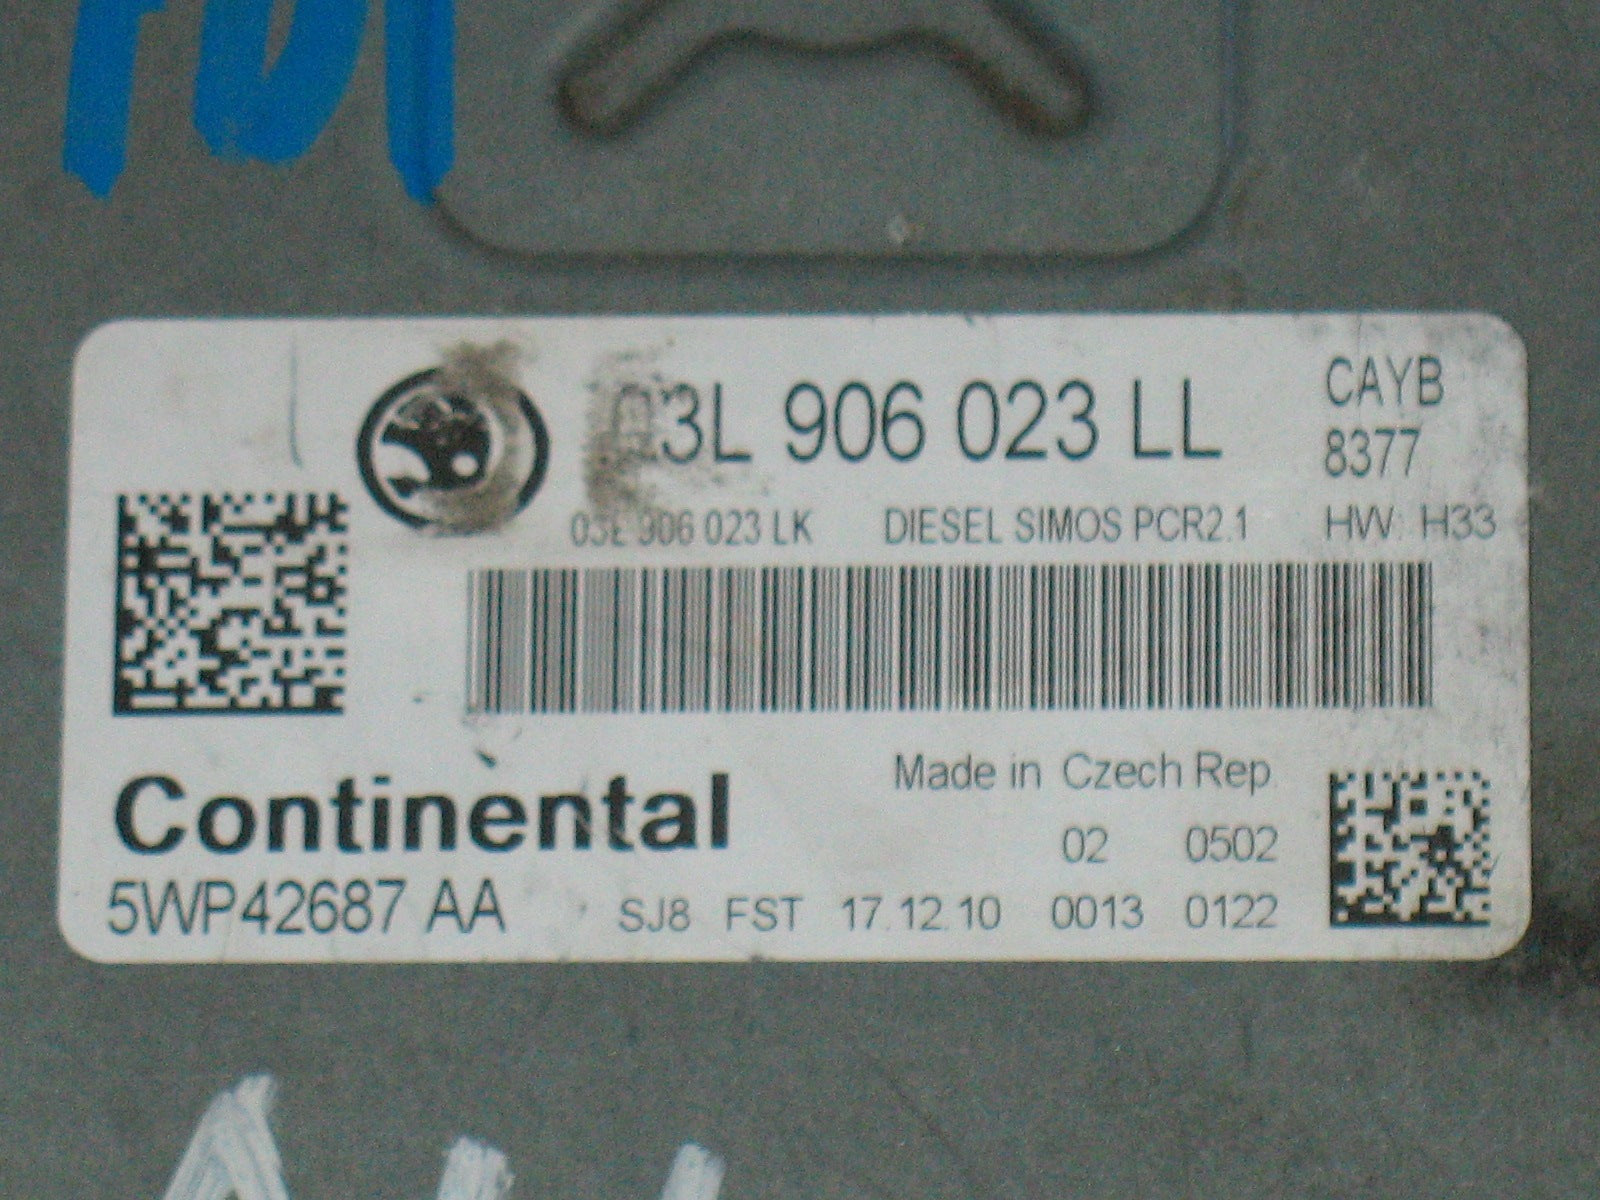 03L 906 023 LL
CAYB
8377
03L 906 023 LK DIESEL SIMOS PCR2.1 HW: H33
Made in Czech Rep.
Continental
02 0502
5WP42687 AA SJ8 FST 17.12.10 0013 0122